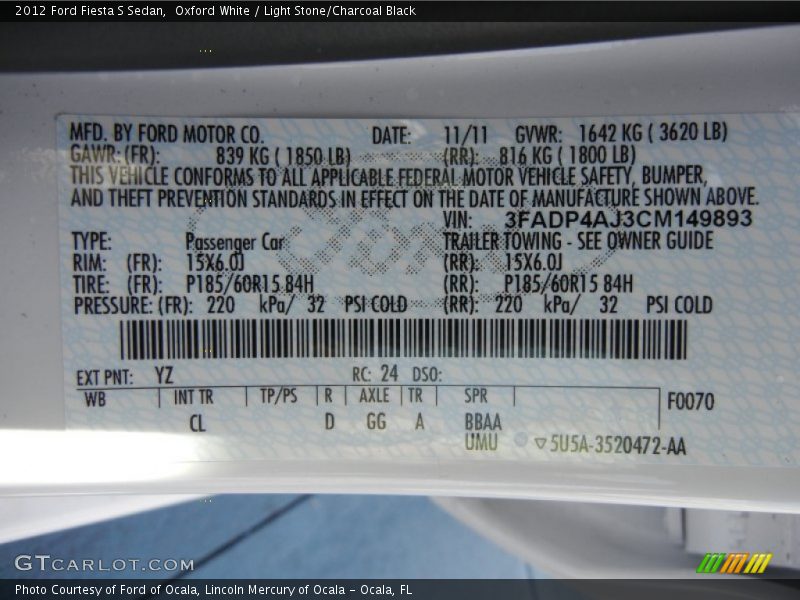 2012 Ford Fiesta S Sedan,  Oxford White / Light Stone/Charcoal Black
MFD. BY FORD MOTOR CO. DATE: 11/11 GVWR: 1642 KG ( 3620 LB)
GAWR: (FR): 839 KG ( 1850 LB) (RR): 816 KG ( 1800 LB)
THIS VEHICLE CONFORMS TO ALL APPLICABLE FEDERAL MOTOR VEHICLE SAFETY, BUMPER,
AND THEFT PREVENTION STANDARDS IN EFFECT ON THE DATE OF MANUFACTURE SHOWN ABOVE.
VIN: 3FADP4AJ3CM149893
TYPE: Passenger Car TRAILER TOWING - SEE OWNER GUIDE
RIM: (FR): 15X6.0J (RR): 15X6.0J
TIRE: (FR): P185/60R15 84H (RR): P185/60R15 84H
PRESSURE: (FR): 220 kPa/ 32 PSI COLD (RR): 220 kPa/ 32 PSI COLD
EXT PNT: YZ RC: 24 DSO:
WB INT TR TP/PS R AXLE TR SPR F0070
CL D GG A BBAA
UMU 5U5A-3520472-AA
GTCARLOT.COM
Photo Courtesy of Ford of Ocala, Lincoln Mercury of Ocala - Ocala, FL